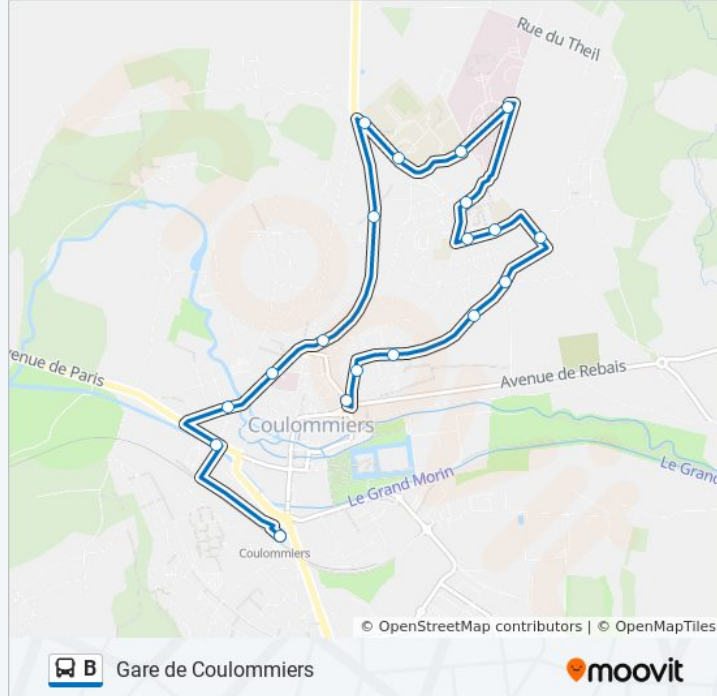 Rue du Theil
venue de Paris
Avenue de Rebais
Coulommiers
Le Grand Morin
Le Grand
Coulommiers
© OpenStreetMap contributors | © OpenMapTiles
B Gare de Coulommiers
moovit